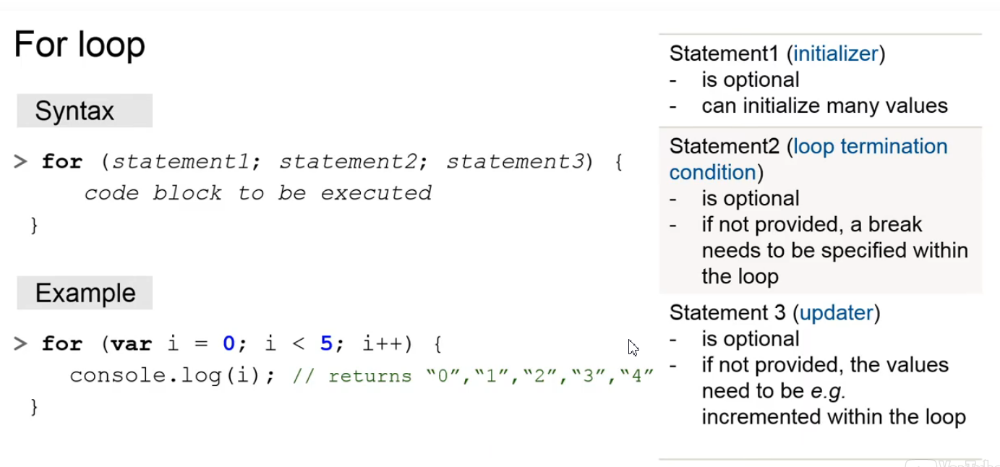 For loop
Syntax
> for (statement1; statement2; statement3) {
code block to be executed
}
Example
> for (var i = 0; i < 5; i++) {
console.log(i); // returns “0”,“1”,“2”,“3”,“4”
}
Statement1 (initializer)
- is optional
- can initialize many values
Statement2 (loop termination
condition)
- is optional
- if not provided, a break
needs to be specified within
the loop
Statement 3 (updater)
- is optional
- if not provided, the values
need to be e.g.
incremented within the loop